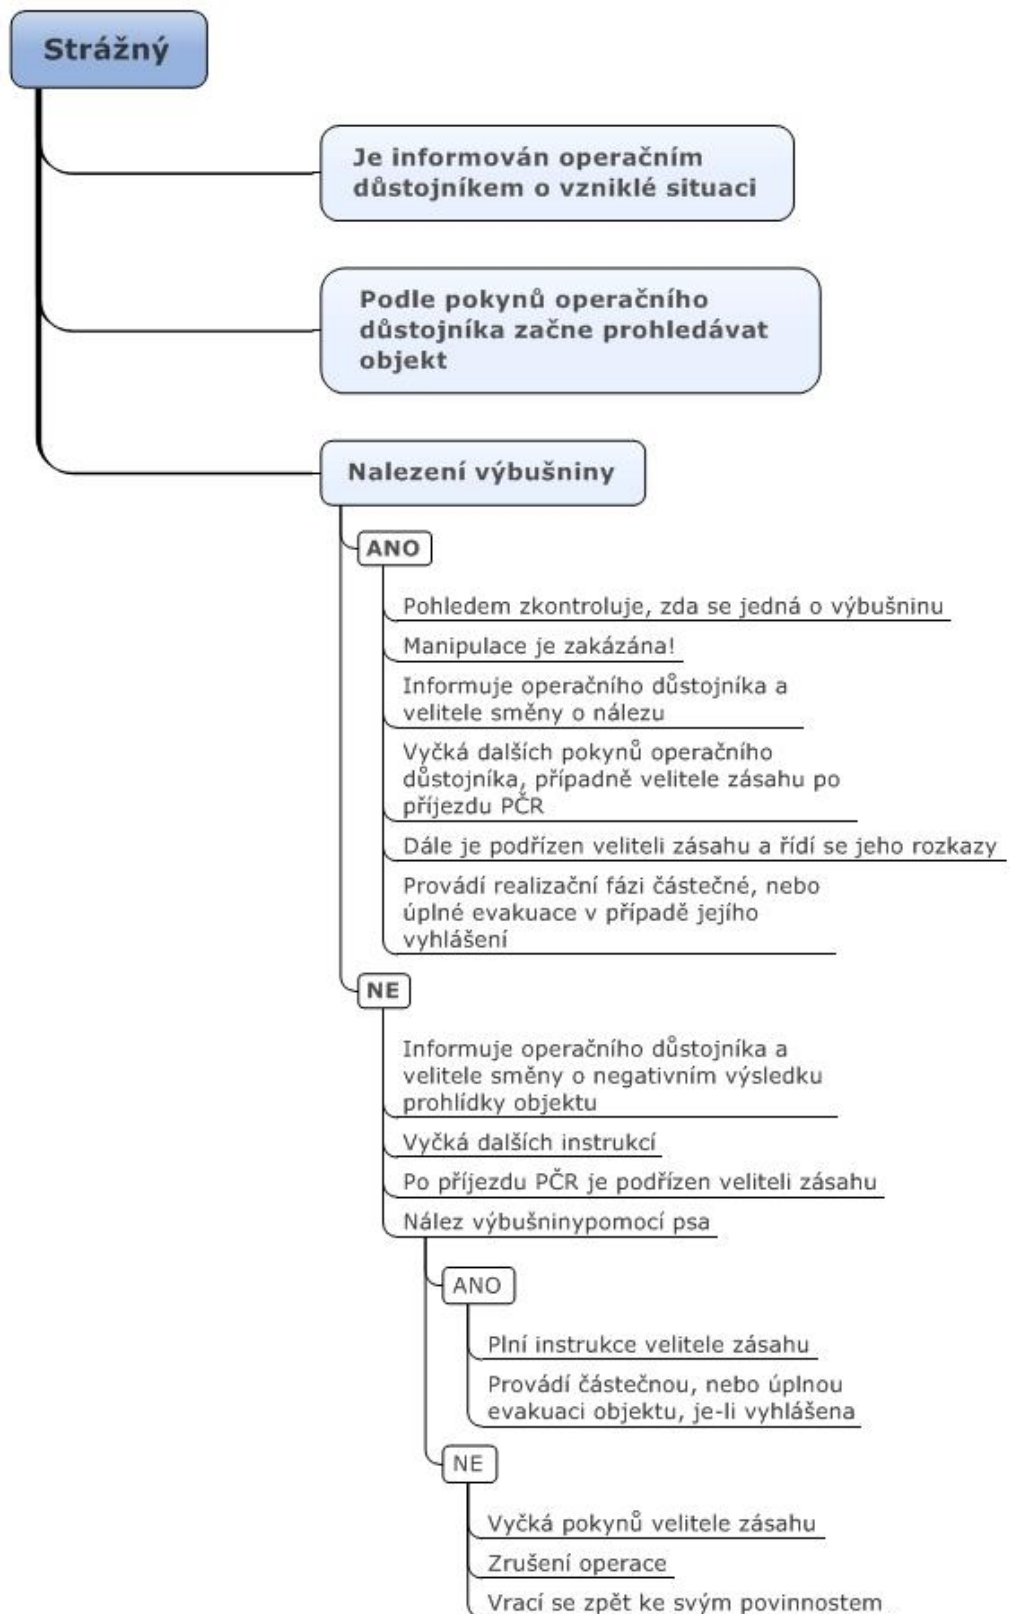 Strážný
Je informován operačním
důstojníkem o vzniklé situaci
Podle pokynů operačního
důstojníka začne prohledávat
objekt
Nalezení výbušniny
ANO
Pohledem zkontroluje, zda se jedná o výbušninu
Manipulace je zakázána!
Informuje operačního důstojníka a
velitele směny o nálezu
Vyčká dalších pokynů operačního
důstojníka, případně velitele zásahu po
příjezdu PČR
Dále je podřízen veliteli zásahu a řídí se jeho rozkazy
Provádí realizační fázi částečné, nebo
úplné evakuace v případě jejího
vyhlášení
NE
Informuje operačního důstojníka a
velitele směny o negativním výsledku
prohlídky objektu
Vyčká dalších instrukcí
Po příjezdu PČR je podřízen veliteli zásahu
Nález výbušninypomocí psa
ANO
Plní instrukce velitele zásahu
Provádí částečnou, nebo úplnou
evakuaci objektu, je-li vyhlášena
NE
Vyčká pokynů velitele zásahu
Zrušení operace
Vrací se zpět ke svým povinnostem